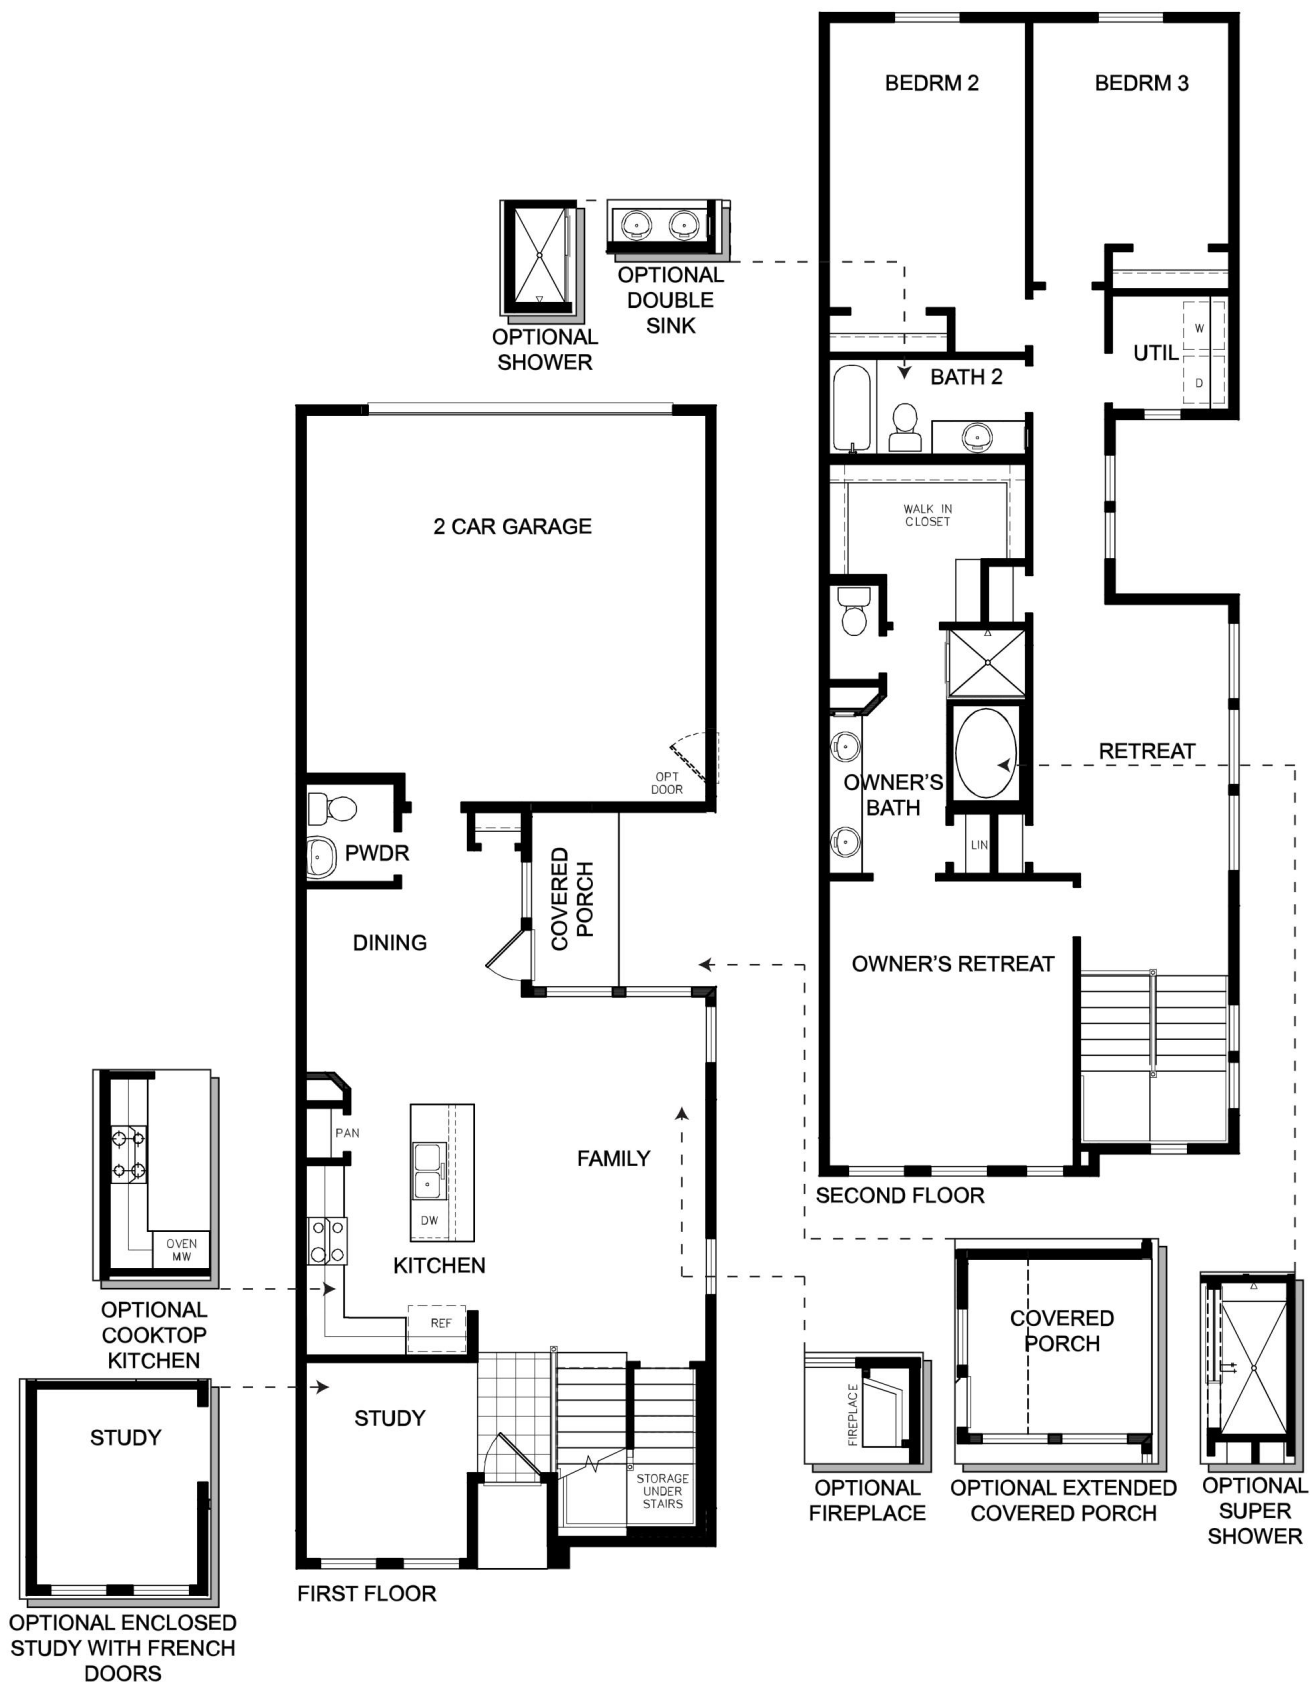 BEDRM 2
BEDRM 3
OPTIONAL
DOUBLE
SINK
OPTIONAL
SHOWER
W
UTIL
D
BATH 2
WALK IN
CLOSET
2 CAR GARAGE
OPT
DOOR
RETREAT
OWNER'S
BATH
LIN
PWDR
COVERED
PORCH
DINING
OWNER'S RETREAT
PAN
FAMILY
SECOND FLOOR
DW
KITCHEN
OVEN
MW
OPTIONAL
COOKTOP
KITCHEN
REF
COVERED
PORCH
STUDY
STUDY
FIREPLACE
STORAGE
UNDER
STAIRS
OPTIONAL
FIREPLACE
OPTIONAL EXTENDED
COVERED PORCH
OPTIONAL
SUPER
SHOWER
FIRST FLOOR
OPTIONAL ENCLOSED
STUDY WITH FRENCH
DOORS